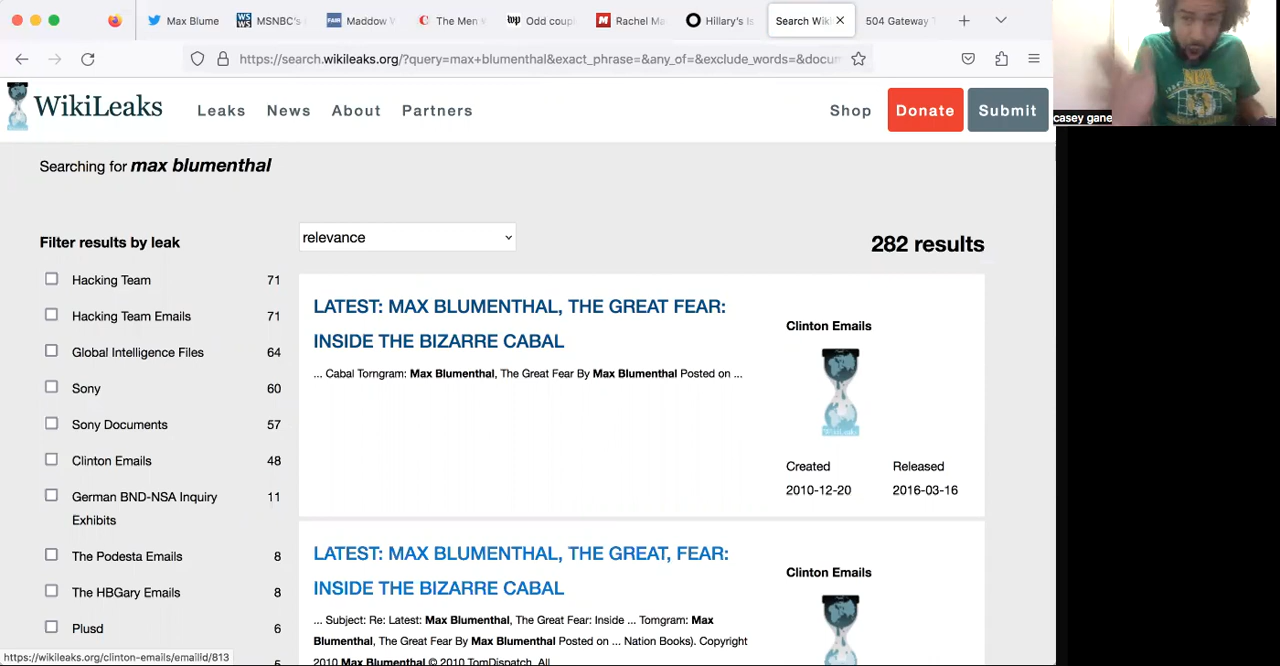 Max Blume
MSNBC's
Maddow
The Men
Odd coup
Rachel Ma
Hillary's Is
Search Wiki
504 Gateway
https://search.wikileaks.org/?query=max+blumenthal&exact_phrase=&any_of=&exclude_words=&docum
WikiLeaks
Leaks
News
About
Partners
Shop
Donate
Submit
casey gane
Searching for max blumenthal
Filter results by leak
relevance
282 results
Hacking Team 71
Hacking Team Emails 71
Global Intelligence Files 64
Sony 60
Sony Documents 57
Clinton Emails 48
German BND-NSA Inquiry 11
Exhibits
The Podesta Emails 8
The HBGary Emails 8
Plusd 6
LATEST: MAX BLUMENTHAL, THE GREAT FEAR:
INSIDE THE BIZARRE CABAL
... Cabal Torngram: Max Blumenthal, The Great Fear By Max Blumenthal Posted on ...
Clinton Emails
WikiLeaks
Created
Released
2010-12-20
2016-03-16
LATEST: MAX BLUMENTHAL, THE GREAT, FEAR:
INSIDE THE BIZARRE CABAL
... Subject: Re: Latest: Max Blumenthal, The Great Fear: Inside ... Tomgram: Max
Blumenthal, The Great Fear By Max Blumenthal Posted on ... Nation Books). Copyright
2010 Max Blumenthal © 2010 TomDispatch. All
Clinton Emails
https://wikileaks.org/clinton-emails/emailid/813